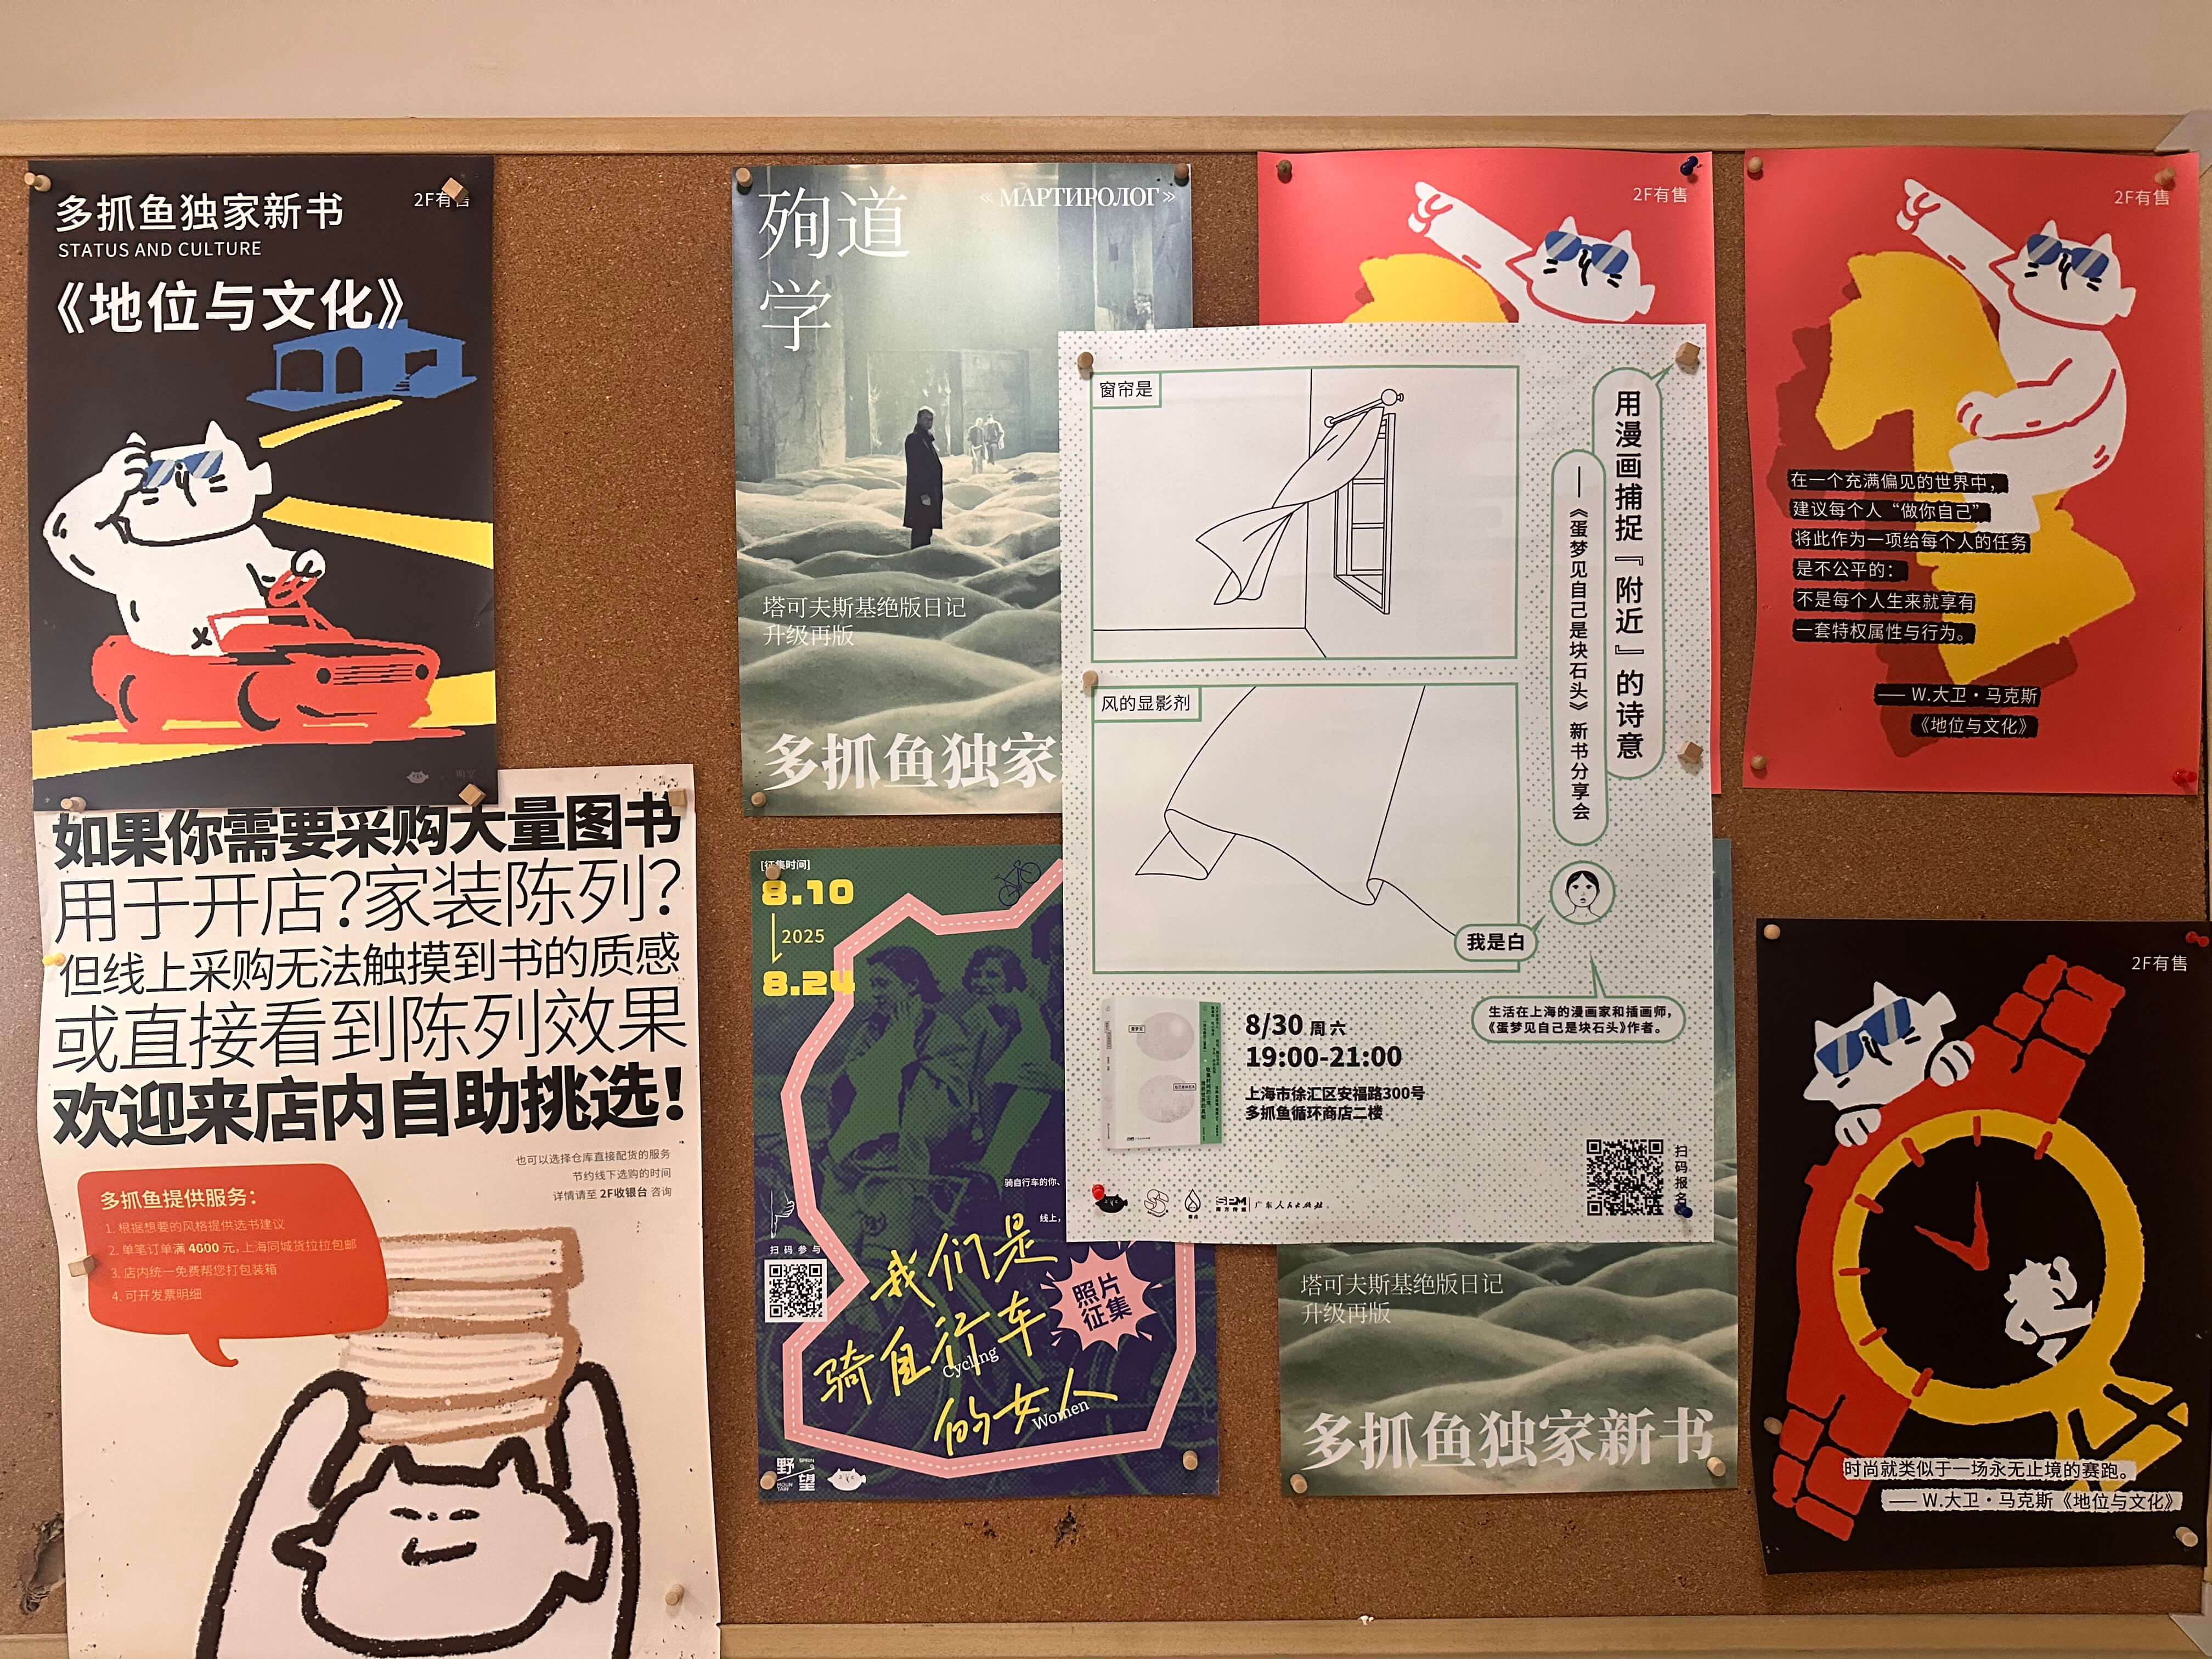 多抓鱼独家新书
2F有售
STATUS AND CULTURE
《地位与文化》
如果你需要采购大量图书
用于开店?家装陈列?
但线上采购无法触摸到书的质感
或直接看到陈列效果
欢迎来店内自助挑选!
也可以选择仓库直接配货的服务
节约线下选购的时间
详情请至 2F收银台 咨询
多抓鱼提供服务:
1. 根据想要的风格提供选书建议
2. 单笔订单满 4000 元,上海同城货拉拉包邮
3. 店内统一免费帮您打包装箱
4. 可开发票明细
殉道
学
«МАРТИРОЛОГ»
塔可夫斯基绝版日记
升级再版
多抓鱼独家
[征集时间]
8.10
2025
8.24
骑自行车的你、
线上,
扫码参与
我们是
骑自行车
Cycling
的女人
Women
照片
征集
野望
2F有售
用漫画捕捉『附近』的诗意
——《蛋梦见自己是块石头》新书分享会
窗帘是
风的显影剂
我是白
生活在上海的漫画家和插画师,
《蛋梦见自己是块石头》作者。
8/30 周六
19:00-21:00
上海市徐汇区安福路300号
多抓鱼循环商店二楼
扫码报名
广东人民出版社
塔可夫斯基绝版日记
升级再版
多抓鱼独家新书
2F有售
在一个充满偏见的世界中,
建议每个人“做你自己”
将此作为一项给每个人的任务
是不公平的:
不是每个人生来就享有
一套特权属性与行为。
—— W.大卫·马克斯
《地位与文化》
2F有售
时尚就类似于一场永无止境的赛跑。
—— W.大卫·马克斯《地位与文化》